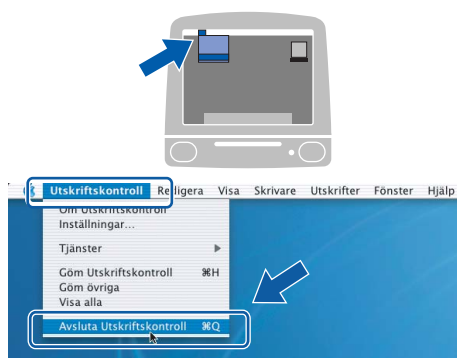 Utskriftskontroll Redigera Visa Skrivare Utskrifter Fönster Hjälp
Om Utskriftskontroll
Inställningar...
Tjänster
Göm Utskriftskontroll ⌘H
Göm övriga
Visa alla
Avsluta Utskriftskontroll ⌘Q